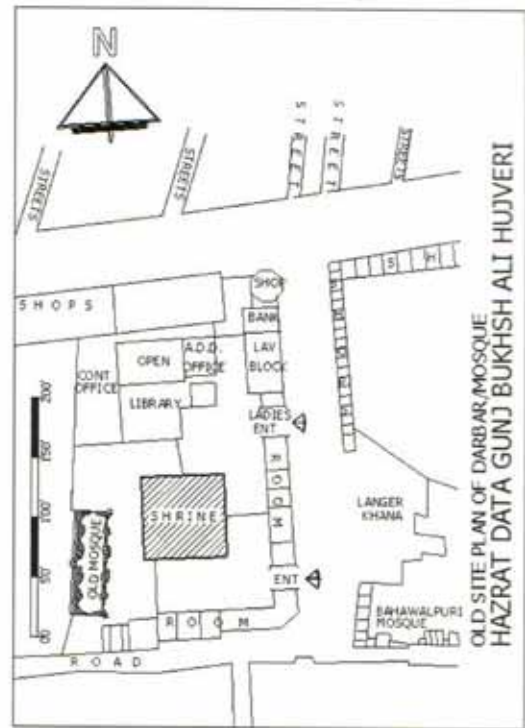 N
STREETS
STREETS
STREET
STREET
STREETS
SHOPS
SHOP
BANK
CONT
OFFICE
OPEN
A.D.D.
OFFICE
LAV
BLOCK
LIBRARY
LADIES
ENT
ROOM
SH
LANGER
KHANA
SHRINE
OLD MOSQUE
ENT
ROOM
ROAD
BAHAWALPURI
MOSQUE
200'
150'
100'
50'
OLD SITE PLAN OF DARBAR/MOSQUE
HAZRAT DATA GUNJ BUKHSH ALI HUJVERI